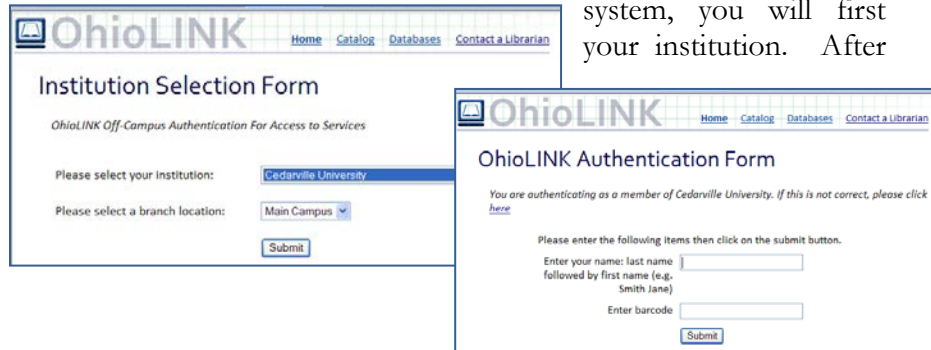 system, you will first
your institution. After
OhioLINK
Home Catalog Databases Contact a Librarian
Institution Selection Form
OhioLINK Off-Campus Authentication For Access to Services
Please select your institution: Cedarville University
Please select a branch location: Main Campus
Submit
OhioLINK
Home Catalog Databases Contact a Librarian
OhioLINK Authentication Form
You are authenticating as a member of Cedarville University. If this is not correct, please click
here
Please enter the following items then click on the submit button.
Enter your name: last name
followed by first name (e.g.
Smith Jane)
Enter barcode
Submit